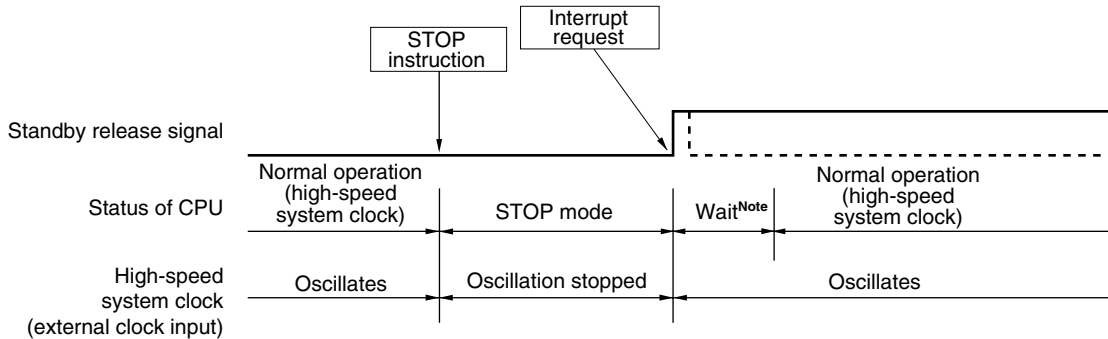 Interrupt
request
STOP
instruction
Standby release signal
Normal operation
(high-speed
system clock)
Status of CPU
STOP mode
WaitNote
Normal operation
(high-speed
system clock)
High-speed
system clock
(external clock input)
Oscillates
Oscillation stopped
Oscillates